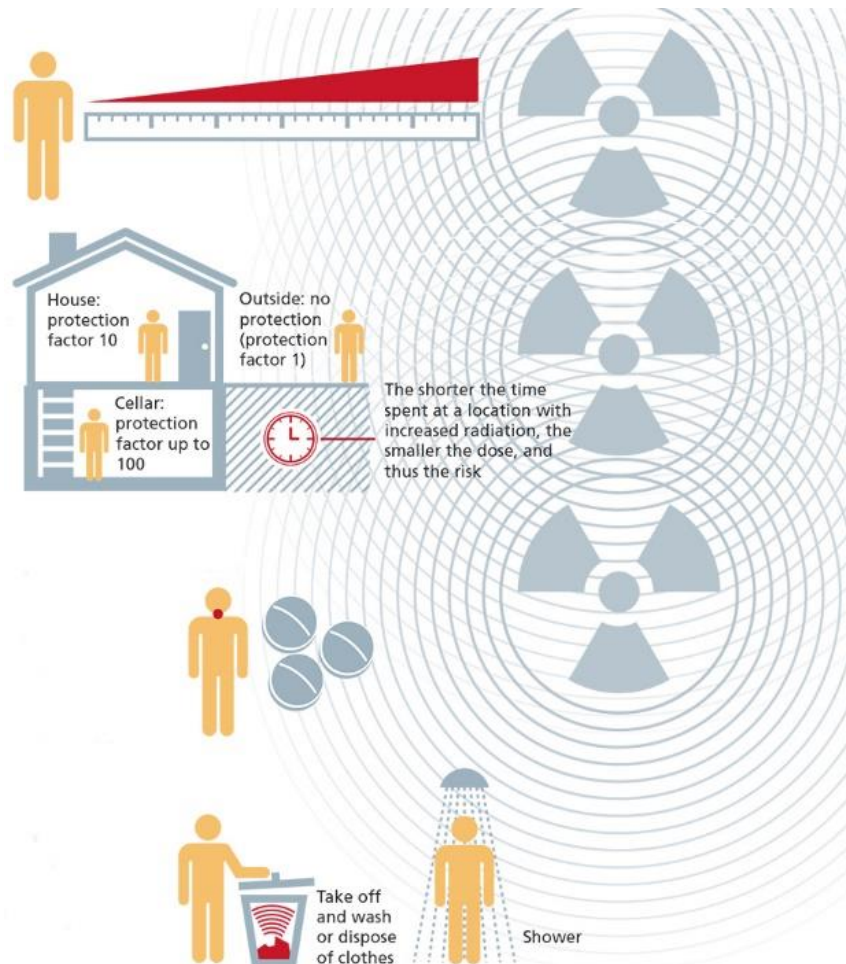 House:
protection
factor 10
Outside: no
protection
(protection
factor 1)
Cellar:
protection
factor up to
100
The shorter the time
spent at a location with
increased radiation, the
smaller the dose, and
thus the risk
Take off
and wash
or dispose
of clothes
Shower